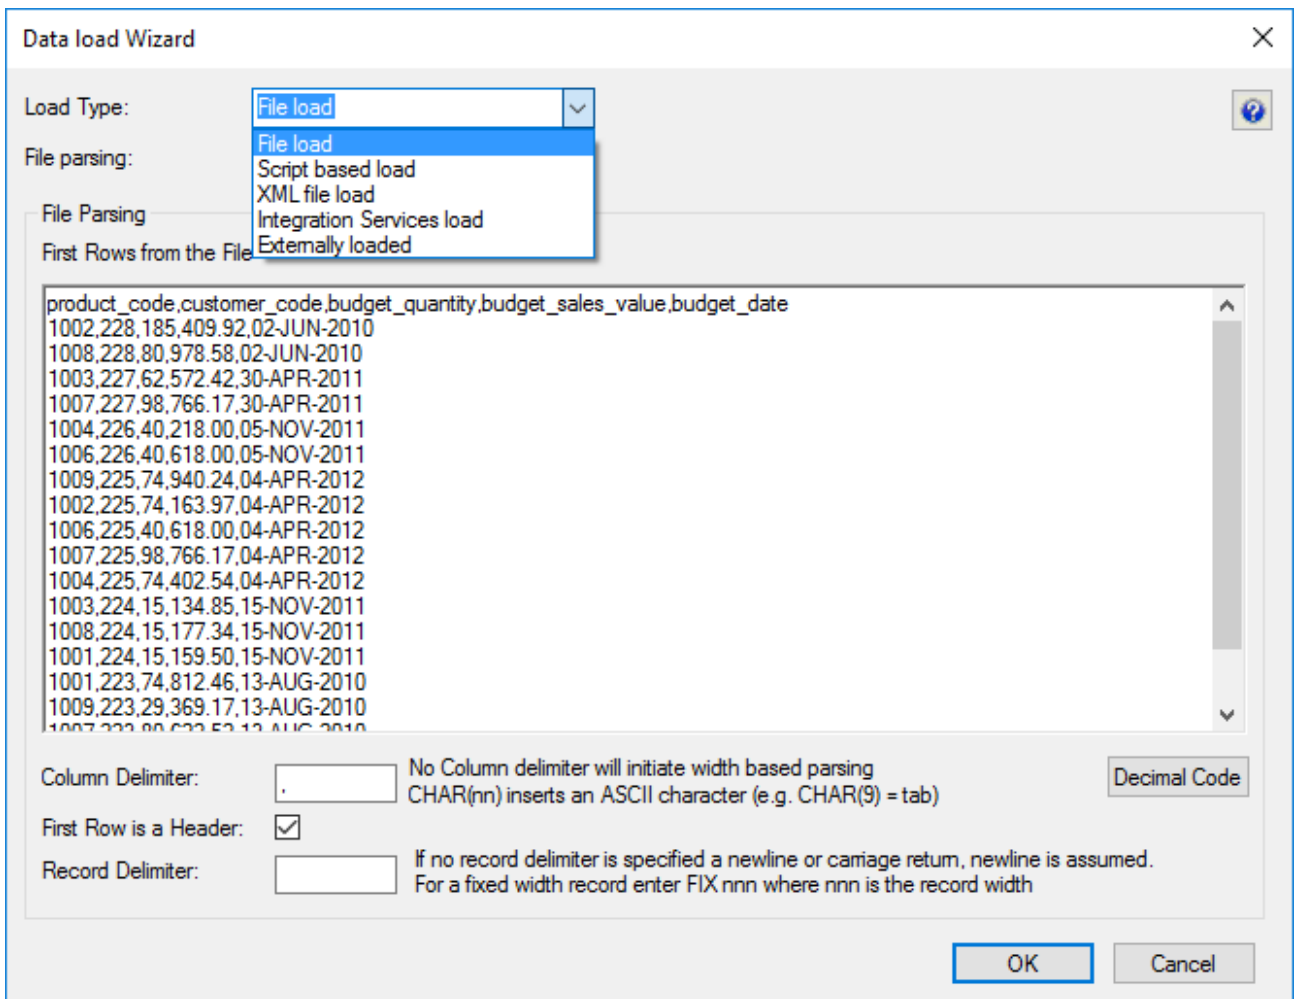 Data load Wizard
Load Type:
File load
File load
Script based load
XML file load
Integration Services load
Externally loaded
File parsing:
File Parsing
First Rows from the File
product_code,customer_code,budget_quantity,budget_sales_value,budget_date
1002,228,185,409.92,02-JUN-2010
1008,228,80,978.58,02-JUN-2010
1003,227,62,572.42,30-APR-2011
1007,227,98,766.17,30-APR-2011
1004,226,40,218.00,05-NOV-2011
1006,226,40,618.00,05-NOV-2011
1009,225,74,940.24,04-APR-2012
1002,225,74,163.97,04-APR-2012
1006,225,40,618.00,04-APR-2012
1007,225,98,766.17,04-APR-2012
1004,225,74,402.54,04-APR-2012
1003,224,15,134.85,15-NOV-2011
1008,224,15,177.34,15-NOV-2011
1001,224,15,159.50,15-NOV-2011
1001,223,74,812.46,13-AUG-2010
1009,223,29,369.17,13-AUG-2010
Column Delimiter:
,
No Column delimiter will initiate width based parsing
CHAR(nn) inserts an ASCII character (e.g. CHAR(9) = tab)
Decimal Code
First Row is a Header:
Record Delimiter:
If no record delimiter is specified a newline or carriage return, newline is assumed.
For a fixed width record enter FIX nnn where nnn is the record width
OK
Cancel